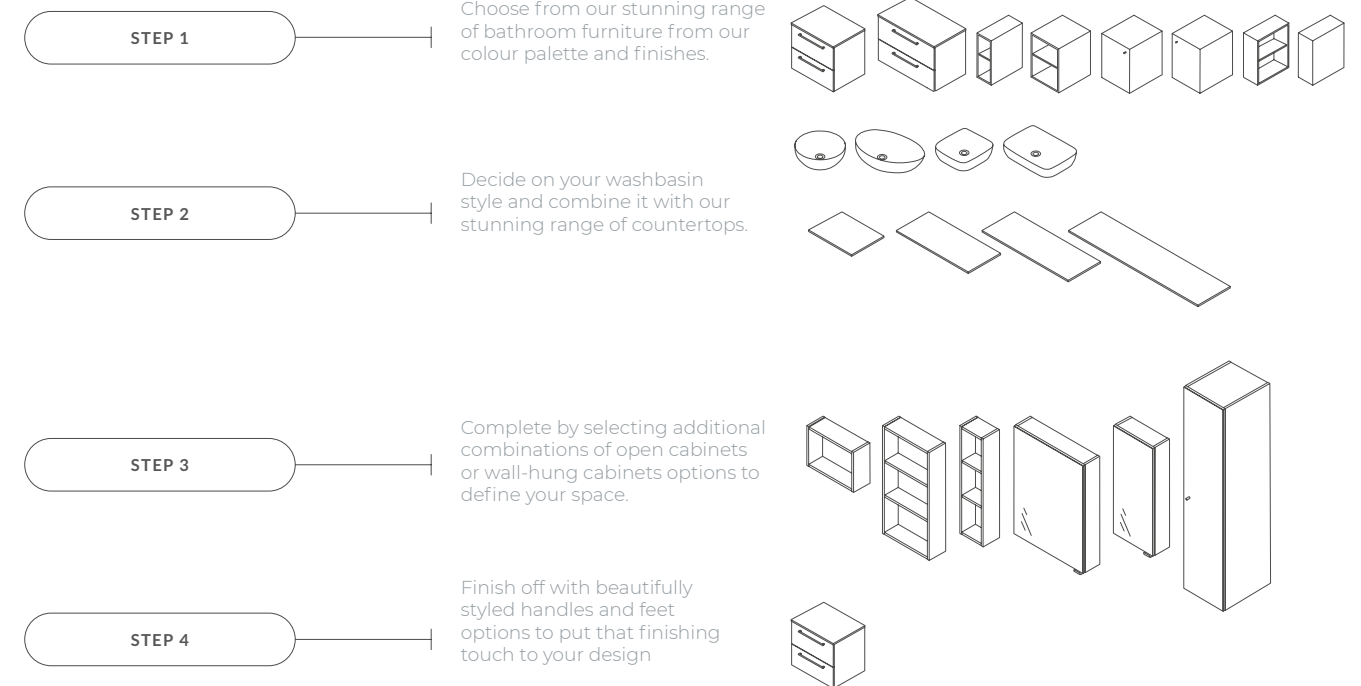 STEP 1
Choose from our stunning range
of bathroom furniture from our
colour palette and finishes.
STEP 2
Decide on your washbasin
style and combine it with our
stunning range of countertops.
STEP 3
Complete by selecting additional
combinations of open cabinets
or wall-hung cabinets options to
define your space.
STEP 4
Finish off with beautifully
styled handles and feet
options to put that finishing
touch to your design